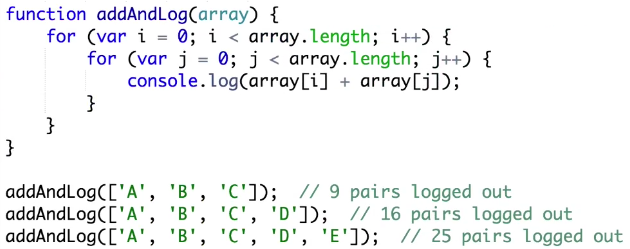 function addAndLog(array) {
    for (var i = 0; i < array.length; i++) {
        for (var j = 0; j < array.length; j++) {
            console.log(array[i] + array[j]);
        }
    }
}

addAndLog(['A', 'B', 'C']);  // 9 pairs logged out
addAndLog(['A', 'B', 'C', 'D']);  // 16 pairs logged out
addAndLog(['A', 'B', 'C', 'D', 'E']);  // 25 pairs logged out